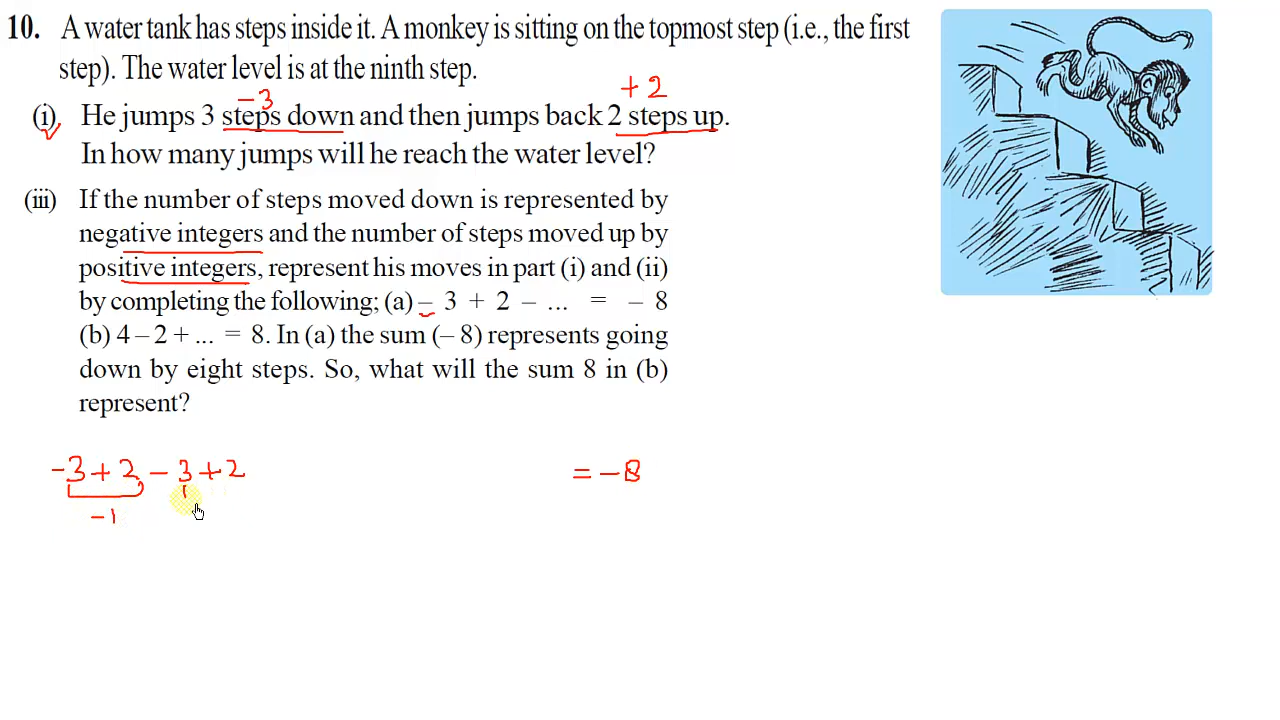 10. A water tank has steps inside it. A monkey is sitting on the topmost step (i.e., the first
step). The water level is at the ninth step.
-3 +2
(i) He jumps 3 steps down and then jumps back 2 steps up.
In how many jumps will he reach the water level?
(iii) If the number of steps moved down is represented by
negative integers and the number of steps moved up by
positive integers, represent his moves in part (i) and (ii)
by completing the following; (a) – 3 + 2 – ... = – 8
(b) 4 – 2 + ... = 8. In (a) the sum (– 8) represents going
down by eight steps. So, what will the sum 8 in (b)
represent?
-3+2 -3+2 = -8
-1